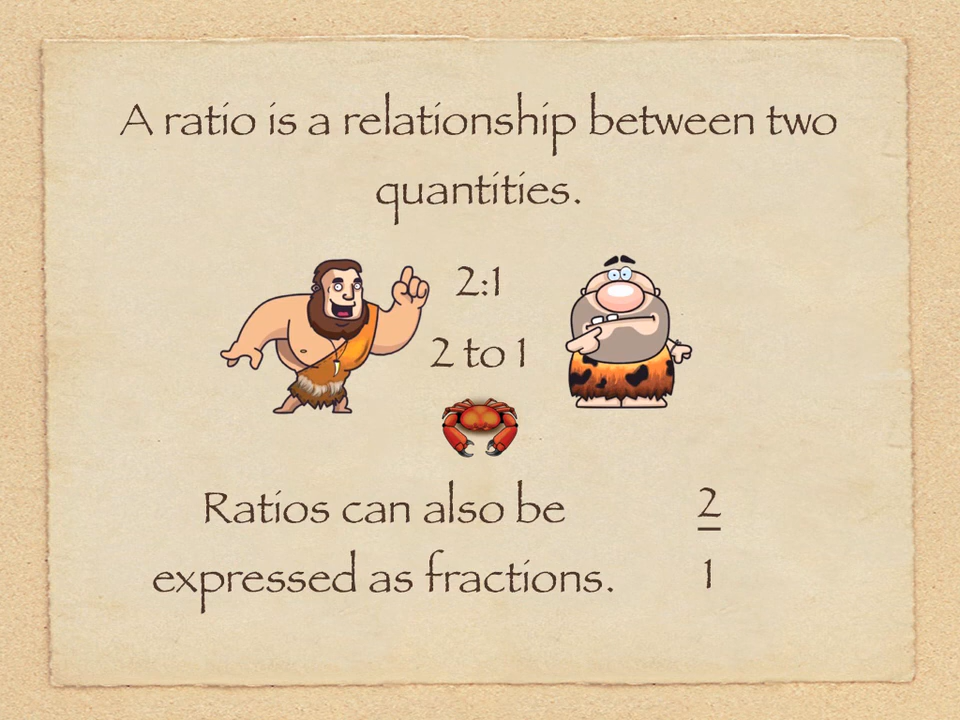 A ratio is a relationship between two
quantities.
2:1
2 to 1
Ratios can also be
expressed as fractions.
2
1